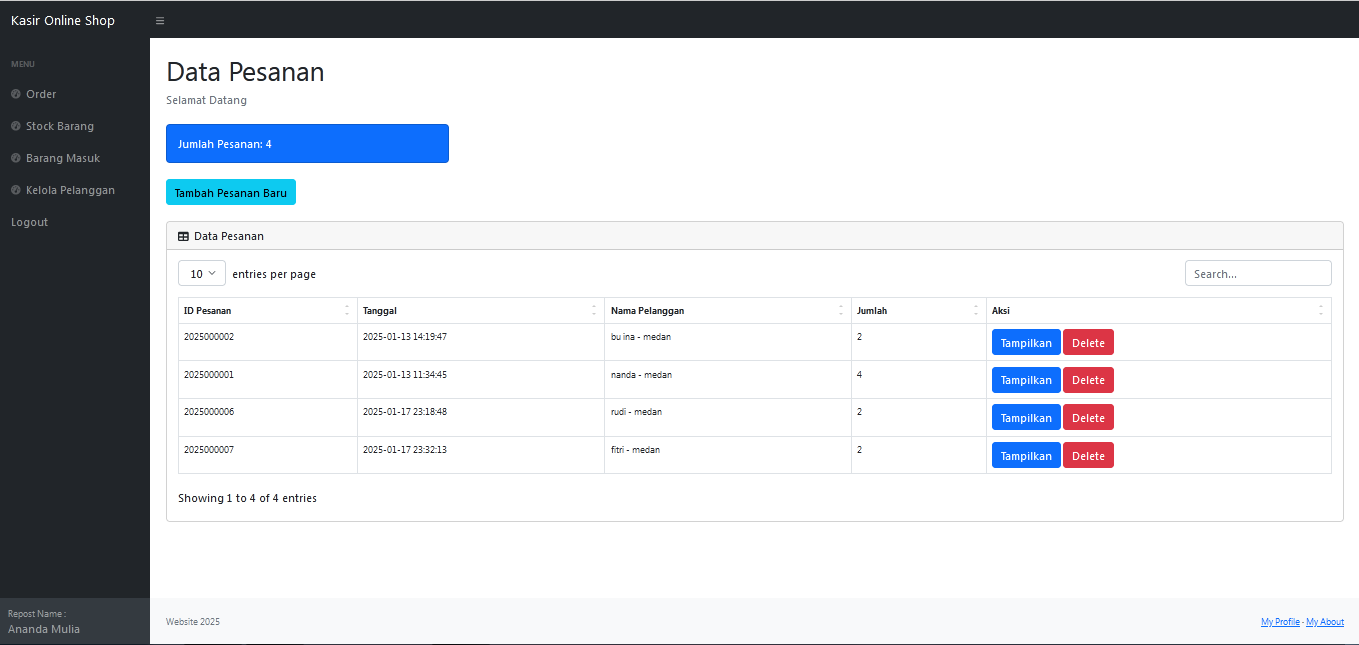 Kasir Online Shop
MENU
Order
Stock Barang
Barang Masuk
Kelola Pelanggan
Logout
Repost Name :
Ananda Mulia
Data Pesanan
Selamat Datang
Jumlah Pesanan: 4
Tambah Pesanan Baru
Data Pesanan
10 entries per page Search...
ID Pesanan Tanggal Nama Pelanggan Jumlah Aksi
2025000002 2025-01-13 14:19:47 bu ina - medan 2 Tampilkan Delete
2025000001 2025-01-13 11:34:45 nanda - medan 4 Tampilkan Delete
2025000006 2025-01-17 23:18:48 rudi - medan 2 Tampilkan Delete
2025000007 2025-01-17 23:32:13 fitri - medan 2 Tampilkan Delete
Showing 1 to 4 of 4 entries
Website 2025 My Profile · My About